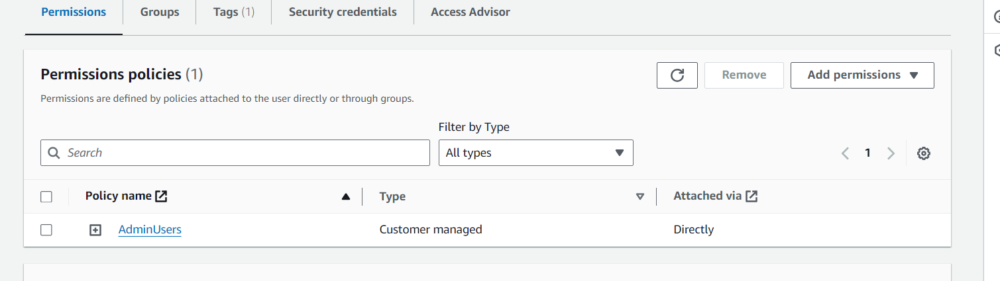 Permissions Groups Tags (1) Security credentials Access Advisor
Permissions policies (1) Remove Add permissions
Permissions are defined by policies attached to the user directly or through groups.
Filter by Type
Search All types 1
Policy name Type Attached via
AdminUsers Customer managed Directly